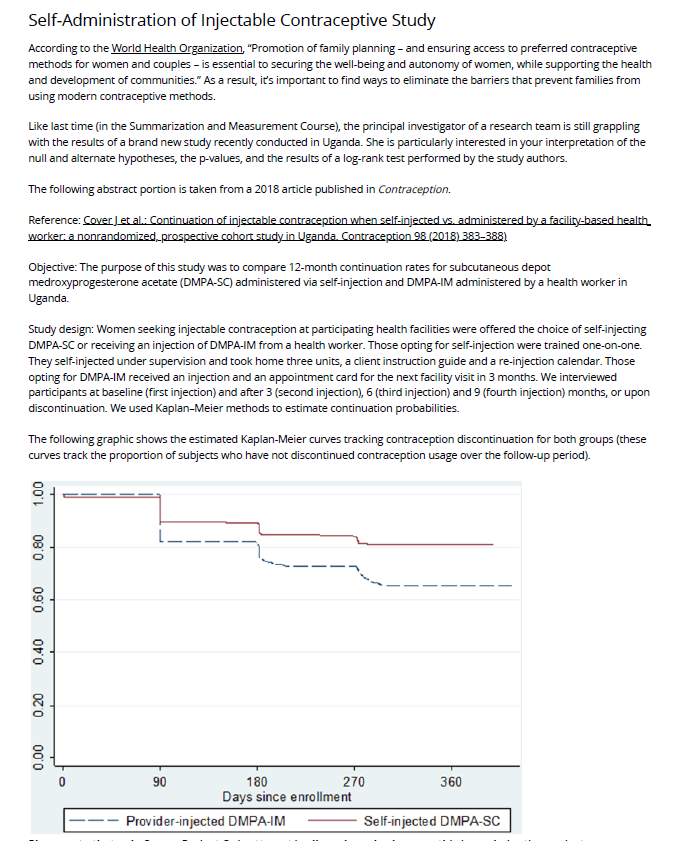 Self-Administration of Injectable Contraceptive Study
According to the World Health Organization, “Promotion of family planning – and ensuring access to preferred contraceptive
methods for women and couples – is essential to securing the well-being and autonomy of women, while supporting the health
and development of communities.” As a result, it’s important to find ways to eliminate the barriers that prevent families from
using modern contraceptive methods.
Like last time (in the Summarization and Measurement Course), the principal investigator of a research team is still grappling
with the results of a brand new study recently conducted in Uganda. She is particularly interested in your interpretation of the
null and alternate hypotheses, the p-values, and the results of a log-rank test performed by the study authors.
The following abstract portion is taken from a 2018 article published in Contraception.
Reference: Cover J et al.: Continuation of injectable contraception when self-injected vs. administered by a facility-based health
worker: a nonrandomized, prospective cohort study in Uganda. Contraception 98 (2018) 383–388)
Objective: The purpose of this study was to compare 12-month continuation rates for subcutaneous depot
medroxyprogesterone acetate (DMPA-SC) administered via self-injection and DMPA-IM administered by a health worker in
Uganda.
Study design: Women seeking injectable contraception at participating health facilities were offered the choice of self-injecting
DMPA-SC or receiving an injection of DMPA-IM from a health worker. Those opting for self-injection were trained one-on-one.
They self-injected under supervision and took home three units, a client instruction guide and a re-injection calendar. Those
opting for DMPA-IM received an injection and an appointment card for the next facility visit in 3 months. We interviewed
participants at baseline (first injection) and after 3 (second injection), 6 (third injection) and 9 (fourth injection) months, or upon
discontinuation. We used Kaplan–Meier methods to estimate continuation probabilities.
The following graphic shows the estimated Kaplan-Meier curves tracking contraception discontinuation for both groups (these
curves track the proportion of subjects who have not discontinued contraception usage over the follow-up period).
1.00
0.80
0.60
0.40
0.20
0.00
0 90 180 270 360
Days since enrollment
Provider-injected DMPA-IM Self-injected DMPA-SC